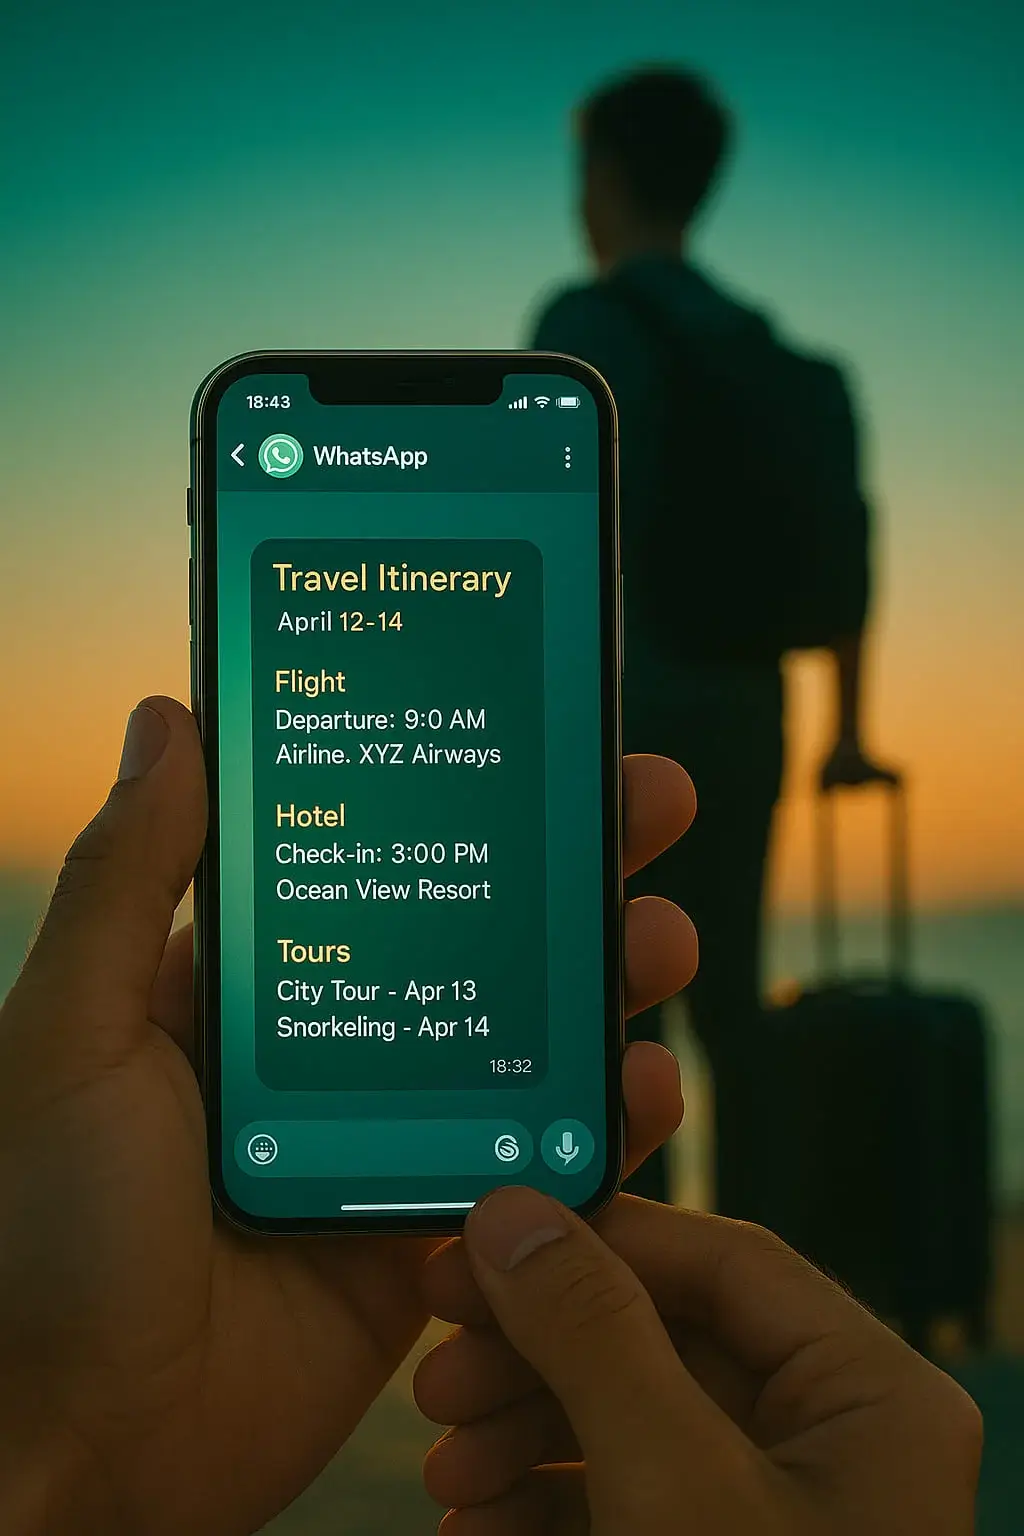 18:43
WhatsApp
Travel Itinerary
April 12-14
Flight
Departure: 9:0 AM
Airline. XYZ Airways
Hotel
Check-in: 3:00 PM
Ocean View Resort
Tours
City Tour - Apr 13
Snorkeling - Apr 14
18:32